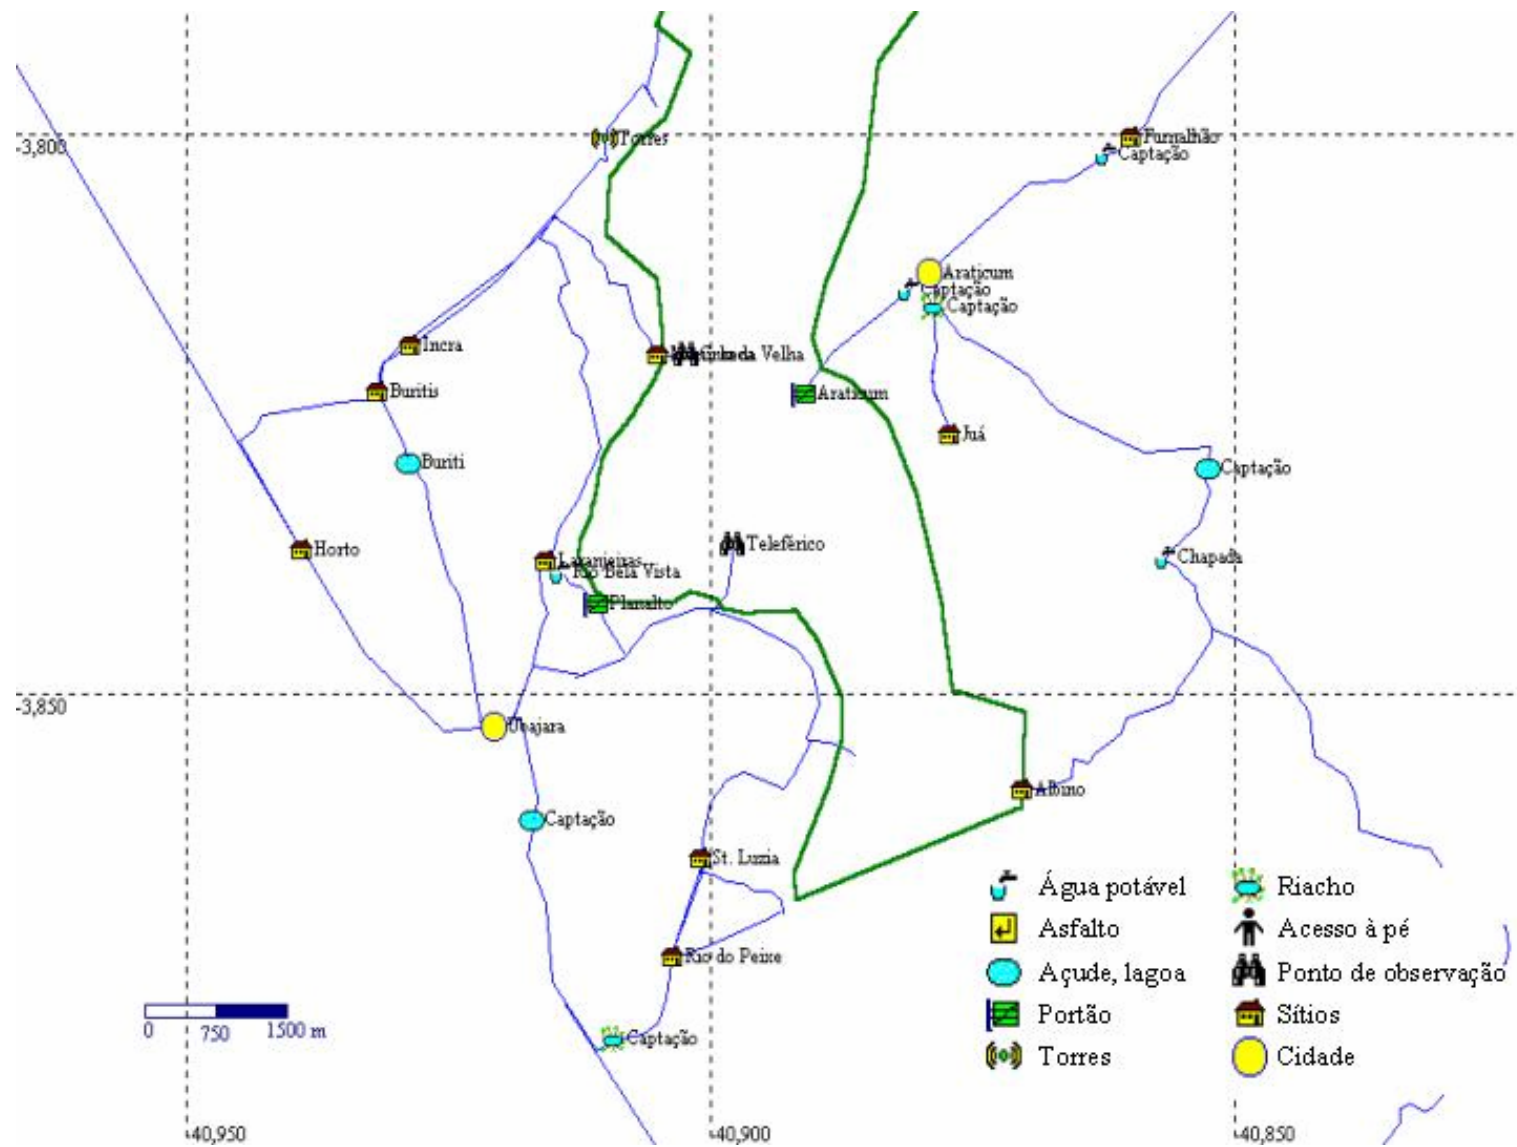 -3,800
Torres
Furnalhão
Captação
Araticum
Captação
Captação
Incra
da Velha
Buritis
Araticum
Juá
Buriti
Captação
Horto
Teleférico
Chapada
Laranjeiras
Rio Bela Vista
Planalto
-3,850
Ubajara
Albino
Captação
St. Luzia
Rio do Peixe
Captação
0 750 1500 m
Água potável
Asfalto
Açude, lagoa
Portão
Torres
Riacho
Acesso à pé
Ponto de observação
Sítios
Cidade
-40,950
-40,900
-40,850